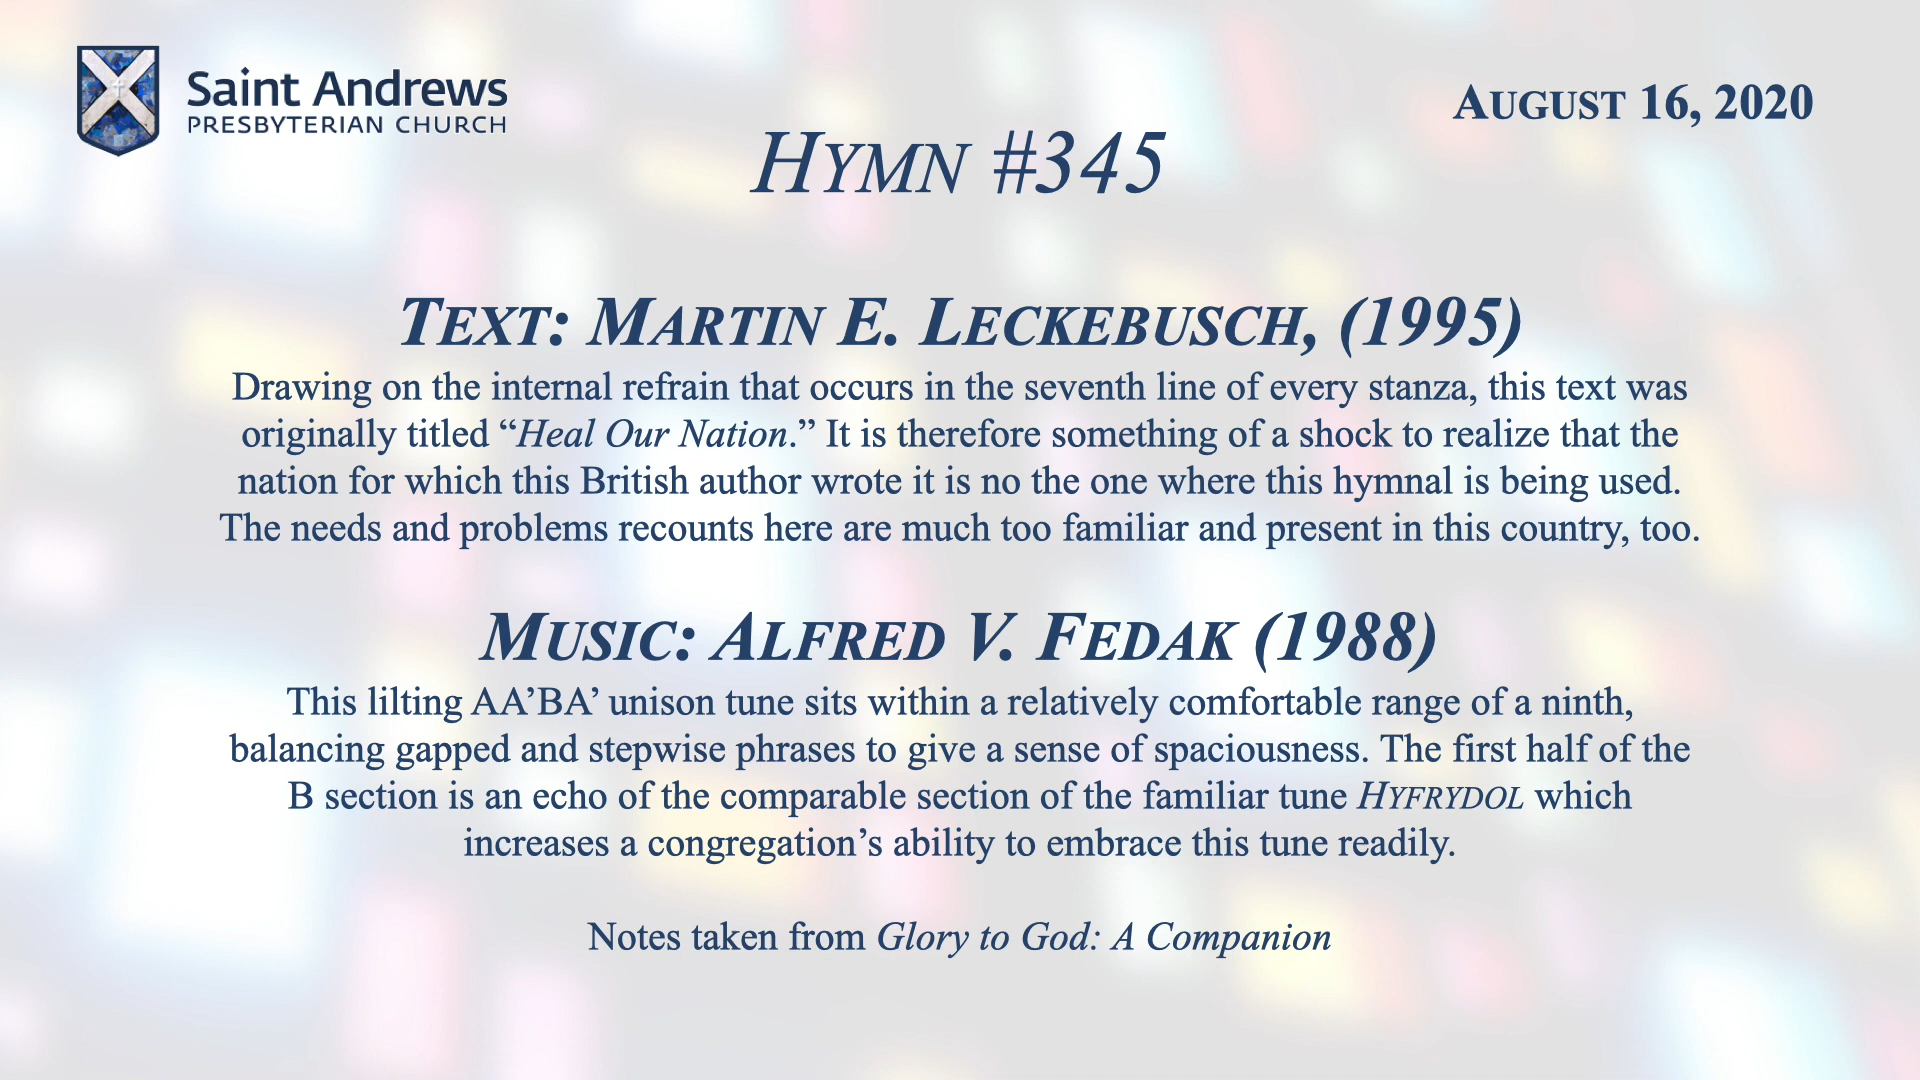 Saint Andrews
PRESBYTERIAN CHURCH
AUGUST 16, 2020
HYMN #345
TEXT: MARTIN E. LECKEBUSCH, (1995)
Drawing on the internal refrain that occurs in the seventh line of every stanza, this text was
originally titled “Heal Our Nation.” It is therefore something of a shock to realize that the
nation for which this British author wrote it is no the one where this hymnal is being used.
The needs and problems recounts here are much too familiar and present in this country, too.
MUSIC: ALFRED V. FEDAK (1988)
This lilting AA’BA’ unison tune sits within a relatively comfortable range of a ninth,
balancing gapped and stepwise phrases to give a sense of spaciousness. The first half of the
B section is an echo of the comparable section of the familiar tune HYFRYDOL which
increases a congregation’s ability to embrace this tune readily.
Notes taken from Glory to God: A Companion